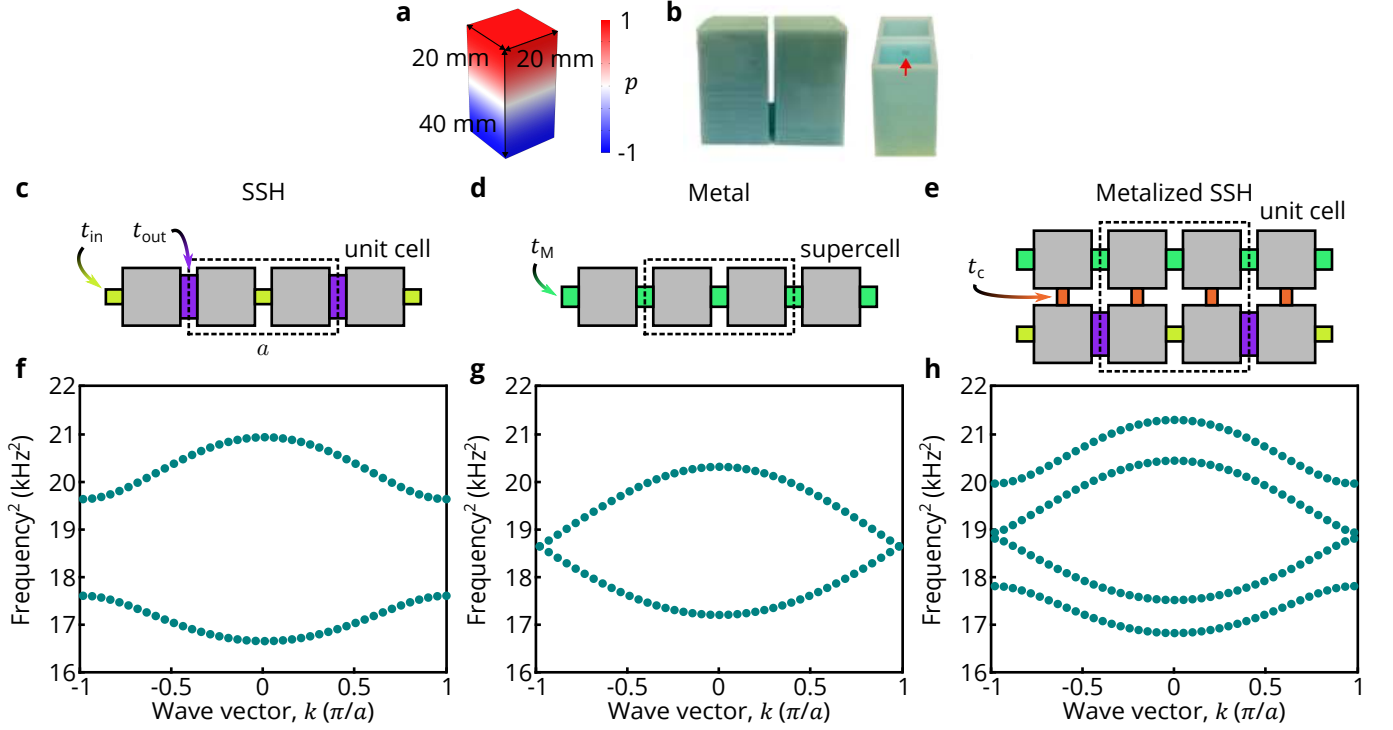 a
20 mm
20 mm
40 mm
1
p
-1
b
c
SSH
t_in
t_out
unit cell
a
d
Metal
t_M
supercell
e
Metalized SSH
unit cell
t_c
f
Frequency² (kHz²)
22
21
20
19
18
17
16
-1
-0.5
0
0.5
1
Wave vector, k (π/a)
g
Frequency² (kHz²)
22
21
20
19
18
17
16
-1
-0.5
0
0.5
1
Wave vector, k (π/a)
h
Frequency² (kHz²)
22
21
20
19
18
17
16
-1
-0.5
0
0.5
1
Wave vector, k (π/a)